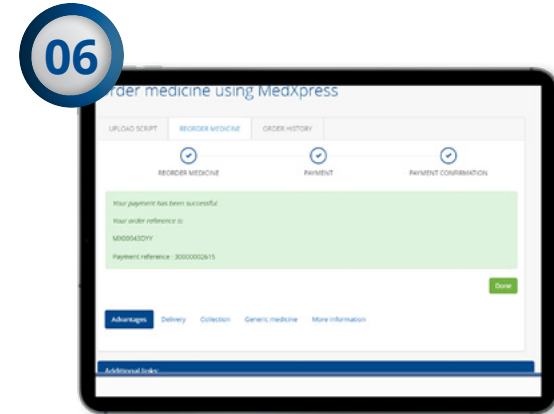 06
rder medicine using MedXpress
UPLOAD SCRIPT REORDER MEDICINE ORDER HISTORY
REORDER MEDICINE PAYMENT PAYMENT CONFIRMATION
Your payment has been successful
Your order reference is:
Payment reference : 30000002615
Done
Advantages Delivery Collection Generic medicine More information
Additional links: